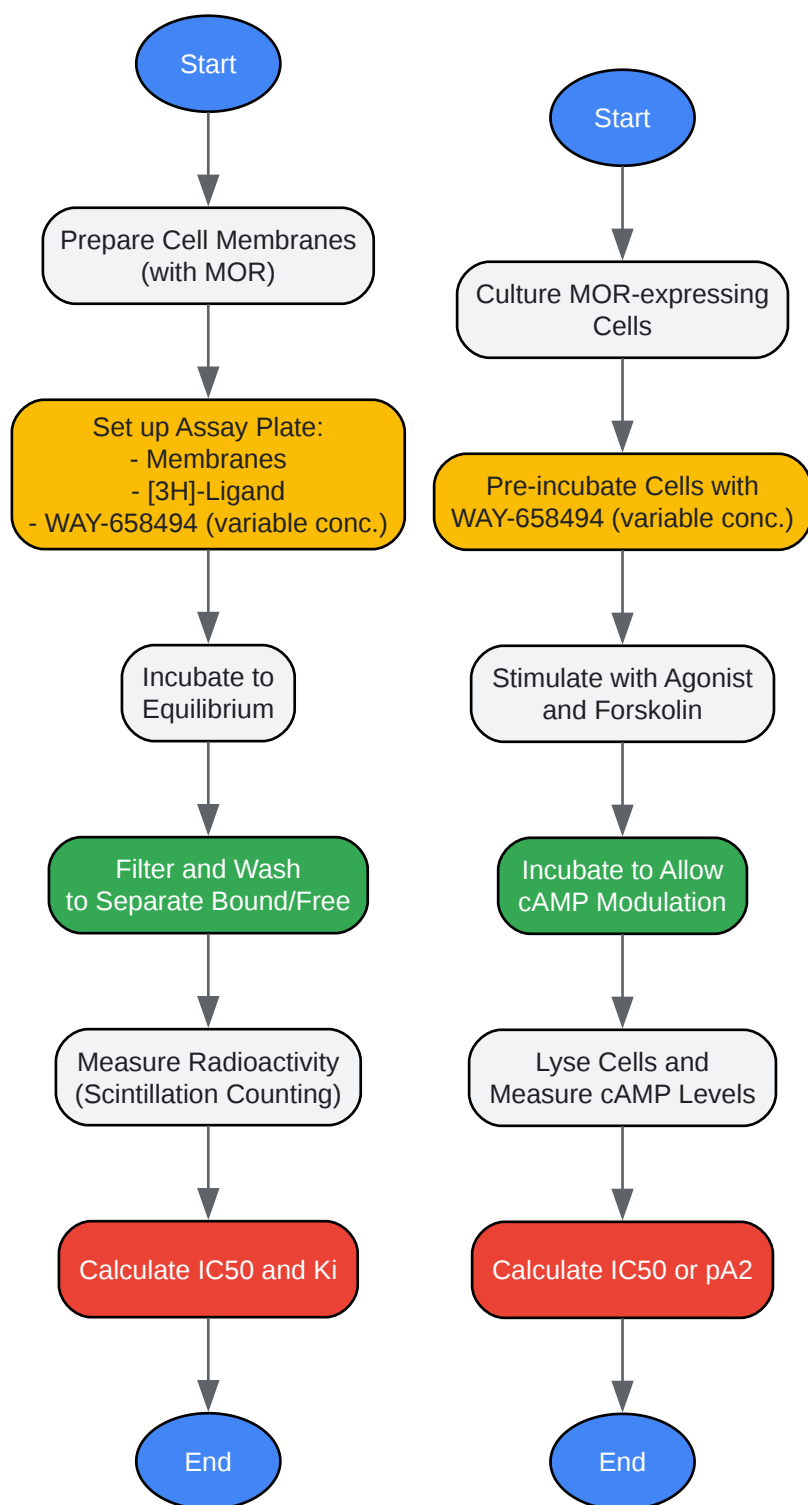 Start
Prepare Cell Membranes
(with MOR)
Set up Assay Plate:
- Membranes
- [3H]-Ligand
- WAY-658494 (variable conc.)
Incubate to
Equilibrium
Filter and Wash
to Separate Bound/Free
Measure Radioactivity
(Scintillation Counting)
Calculate IC50 and Ki
End
Start
Culture MOR-expressing
Cells
Pre-incubate Cells with
WAY-658494 (variable conc.)
Stimulate with Agonist
and Forskolin
Incubate to Allow
cAMP Modulation
Lyse Cells and
Measure cAMP Levels
Calculate IC50 or pA2
End